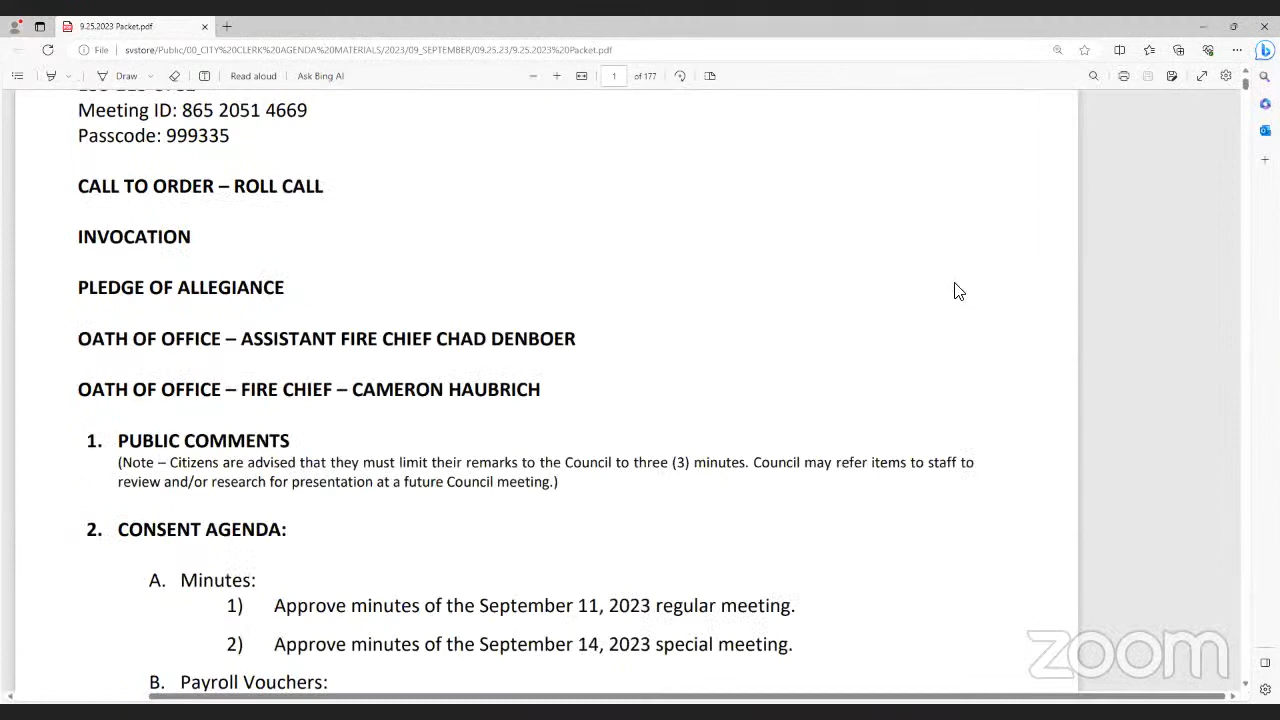 9.25.2023 Packet.pdf
File
svstore/Public/00_CITY%20CLERK%20AGENDA%20MATERIALS/2023/09_SEPTEMBER/09.25.23/9.25.2023%20Packet.pdf
Draw
Read aloud
Ask Bing AI
1
of 177
Meeting ID: 865 2051 4669
Passcode: 999335
CALL TO ORDER – ROLL CALL
INVOCATION
PLEDGE OF ALLEGIANCE
OATH OF OFFICE – ASSISTANT FIRE CHIEF CHAD DENBOER
OATH OF OFFICE – FIRE CHIEF – CAMERON HAUBRICH
1. PUBLIC COMMENTS
(Note – Citizens are advised that they must limit their remarks to the Council to three (3) minutes. Council may refer items to staff to
review and/or research for presentation at a future Council meeting.)
2. CONSENT AGENDA:
A. Minutes:
1) Approve minutes of the September 11, 2023 regular meeting.
2) Approve minutes of the September 14, 2023 special meeting.
B. Payroll Vouchers:
zoom